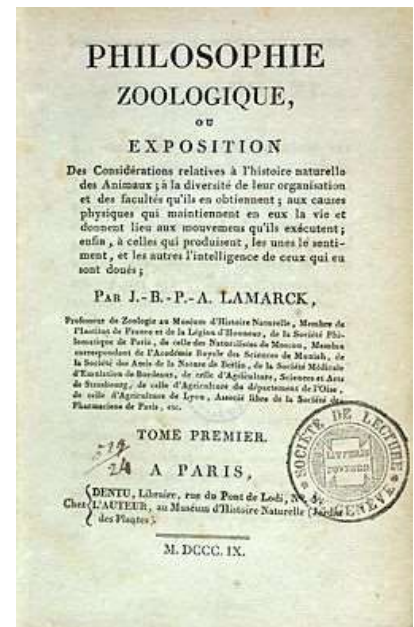 PHILOSOPHIE
ZOOLOGIQUE,
OU
EXPOSITION
Des Considérations relatives à l'histoire naturelle
des Animaux ; à la diversité de leur organisation
et des facultés qu'ils en obtiennent ; aux causes
physiques qui maintiennent en eux la vie et
donnent lieu aux mouvemens qu'ils exécutent ;
enfin, à celles qui produisent, les unes le senti-
ment, et les autres l'intelligence de ceux qui en
sont doués ;
PAR J.-B.-P.-A. LAMARCK,
Professeur de Zoologie au Muséum d'Histoire Naturelle, Membre de
l'Institut de France et de la Légion d'Honneur, de la Société Phi-
lomatique de Paris, de celle des Naturalistes de Moscou, Membre
correspondant de l'Académie Royale des Sciences de Munich, de
la Société des Amis de la Nature de Berlin, de la Société Médicale
d'Émulation de Bordeaux, de celle d'Agriculture, Sciences et Arts
de Strasbourg, de celle d'Agriculture du département de l'Oise,
de celle d'Agriculture de Lyon, Associé libre de la Société des
Pharmaciens de Paris, etc.
TOME PREMIER.
A PARIS,
Chez DENTU, Libraire, rue du Pont de Lodi, N°.
L'AUTEUR, au Muséum d'Histoire Naturelle (Jardin
des Plantes).
M. DCCC. IX.
SOCIÉTÉ DE LECTURE
GENÈVE